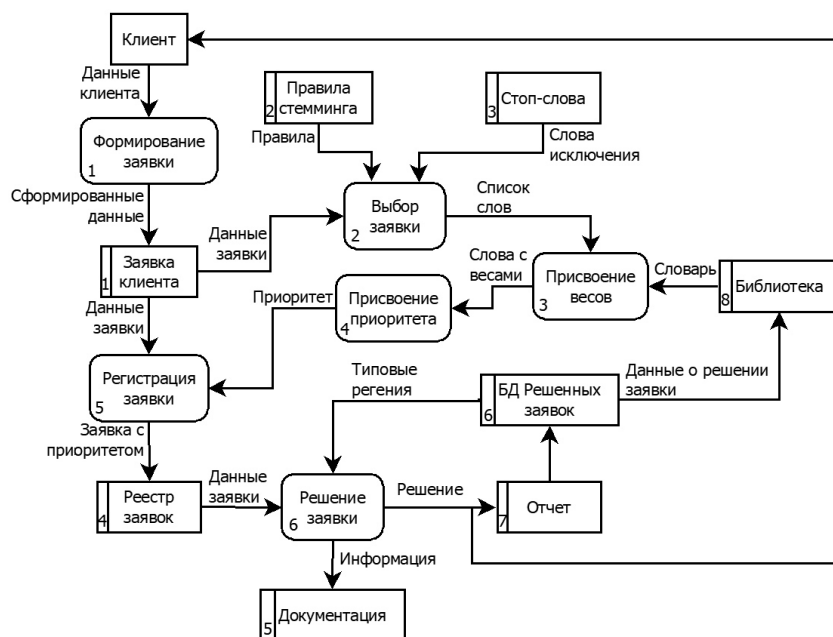 Клиент
Данные
клиента
Правила
стемминга
2
Стоп-слова
3
Правила
Слова
исключения
Формирование
заявки
1
Сформированные
данные
Выбор
заявки
2
Список
слов
Данные
заявки
Заявка
клиента
1
Слова с
весами
Присвоение
весов
3
Словарь
Библиотека
8
Приоритет
Присвоение
приоритета
4
Данные
заявки
Регистрация
заявки
5
Типовые
регения
БД Решенных
заявок
6
Данные о решении
заявки
Заявка с
приоритетом
Реестр
заявок
4
Данные
заявки
Решение
заявки
6
Решение
Отчет
7
Информация
Документация
5